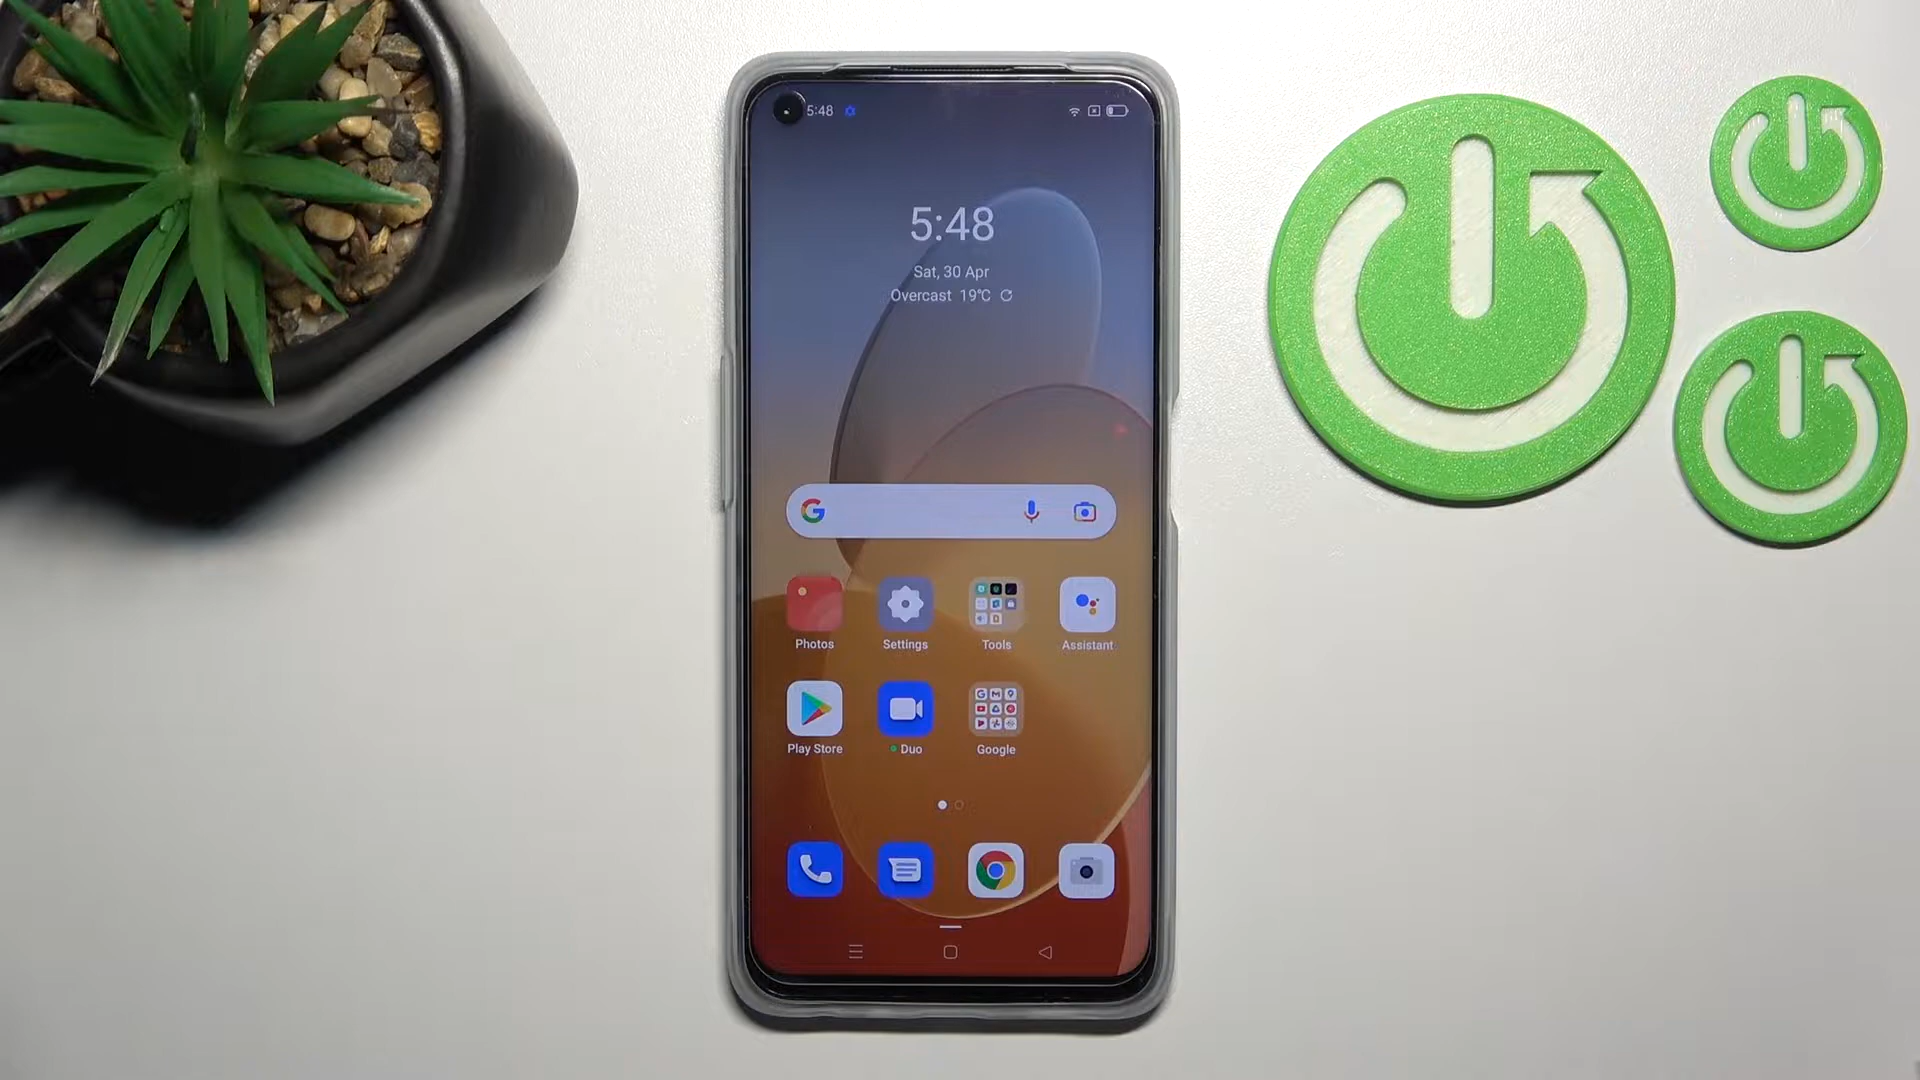 5:48
5:48
Sat, 30 Apr
Overcast 19°C
Photos Settings Tools Assistant
Play Store Duo Google